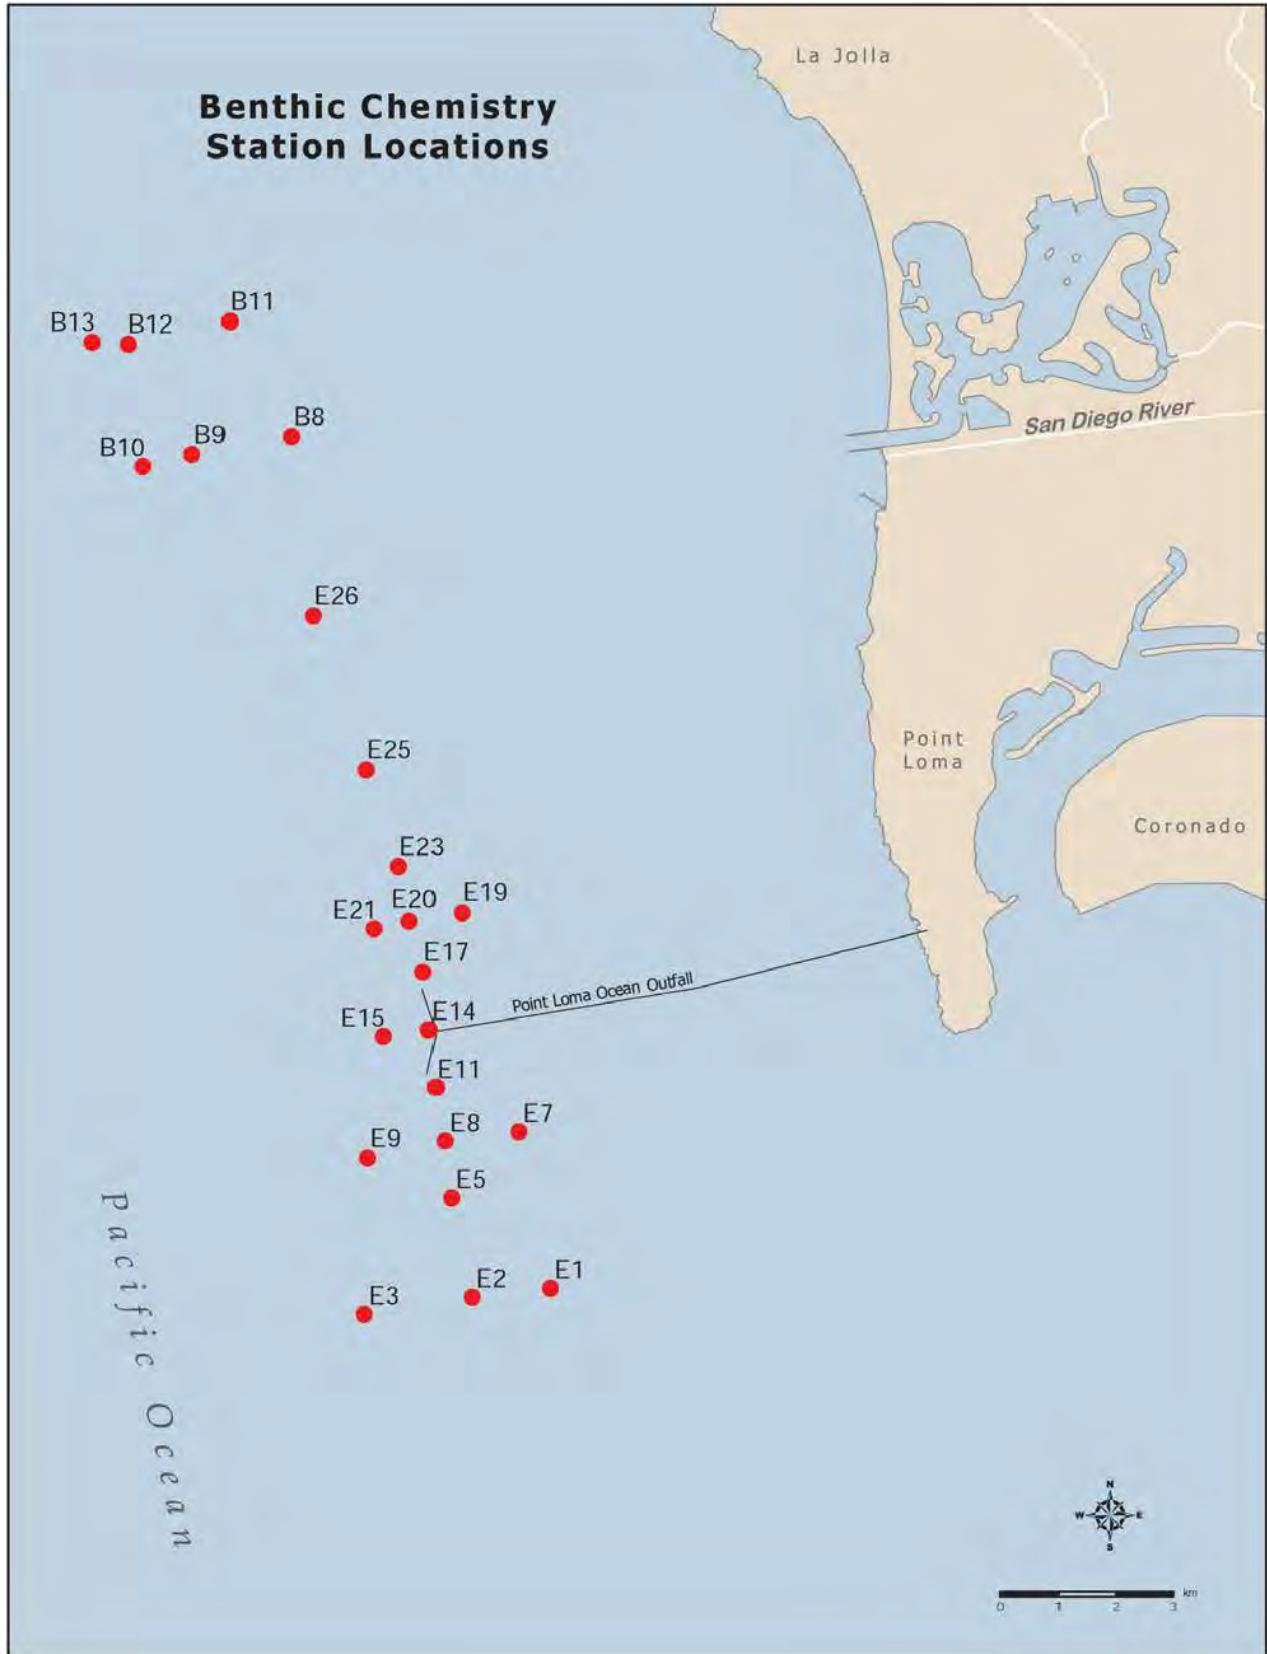 La Jolla
Benthic Chemistry
Station Locations
B11
B13
B12
B8
B9
B10
San Diego River
E26
Point
Loma
E25
Coronado
E23
E19
E20
E21
E17
Point Loma Ocean Outfall
E14
E15
E11
E7
E8
E9
E5
E1
E2
E3
Pacific Ocean
N
W E
S
km
0 1 2 3